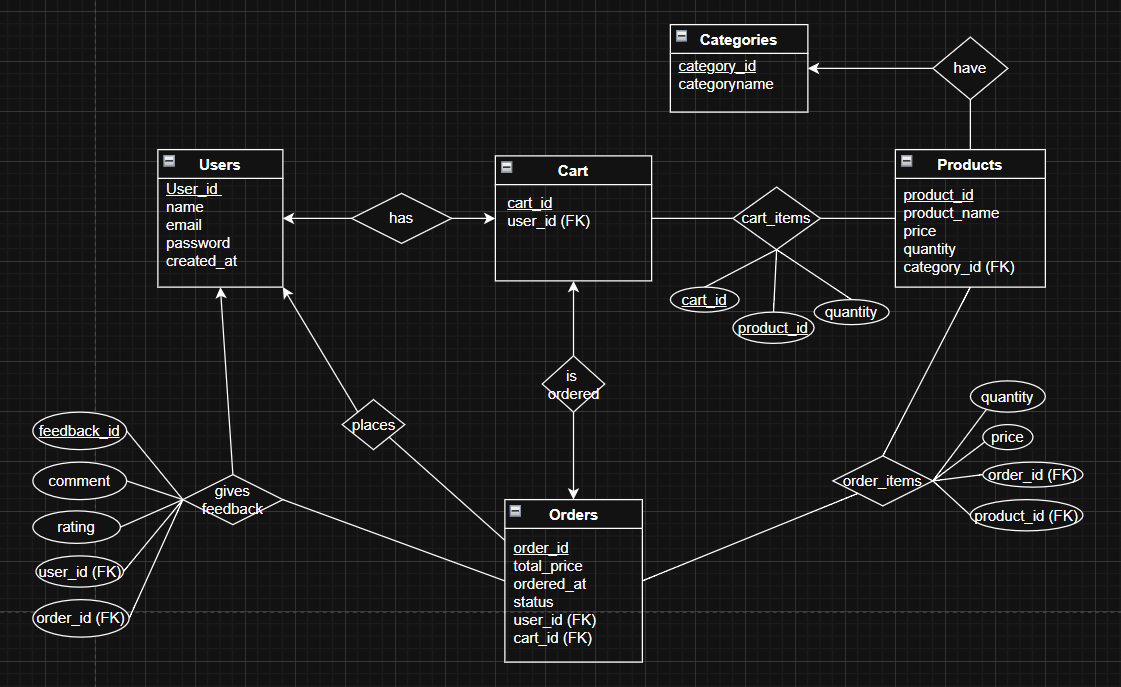 Categories
category_id
categoryname
have
Users
User_id
name
email
password
created_at
has
Cart
cart_id
user_id (FK)
cart_items
cart_id
product_id
quantity
Products
product_id
product_name
price
quantity
category_id (FK)
is
ordered
places
feedback_id
comment
rating
user_id (FK)
order_id (FK)
gives
feedback
Orders
order_id
total_price
ordered_at
status
user_id (FK)
cart_id (FK)
order_items
quantity
price
order_id (FK)
product_id (FK)